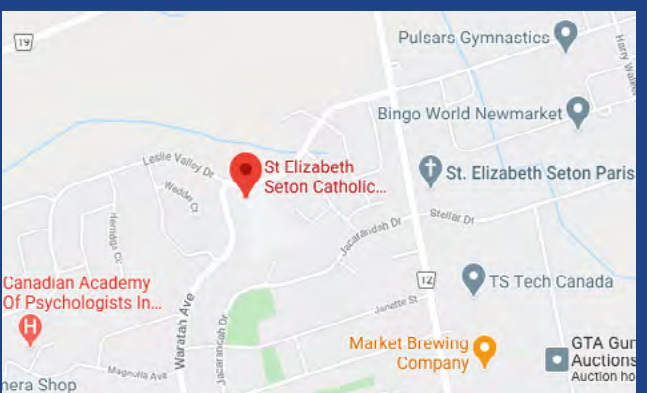 19
Pulsars Gymnastics
Harry Walker
Bingo World Newmarket
Leslie Valley Dr
St Elizabeth
Seton Catholic...
St. Elizabeth Seton Paris
Wedder Ct
Stellar Dr
Jacarandah Dr
Canadian Academy
Of Psychologists In...
12
TS Tech Canada
H
Waratah Ave
Janette St
Jacarandah Dr
Market Brewing
Company
GTA Gun
Auctions
Auction ho
Magnolia Ave
nera Shop